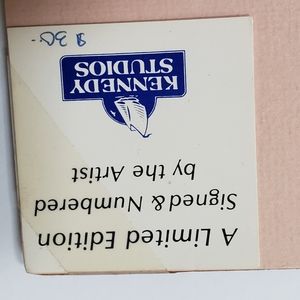 A Limited Edition
Signed & Numbered
by the Artist
KENNEDY
STUDIOS